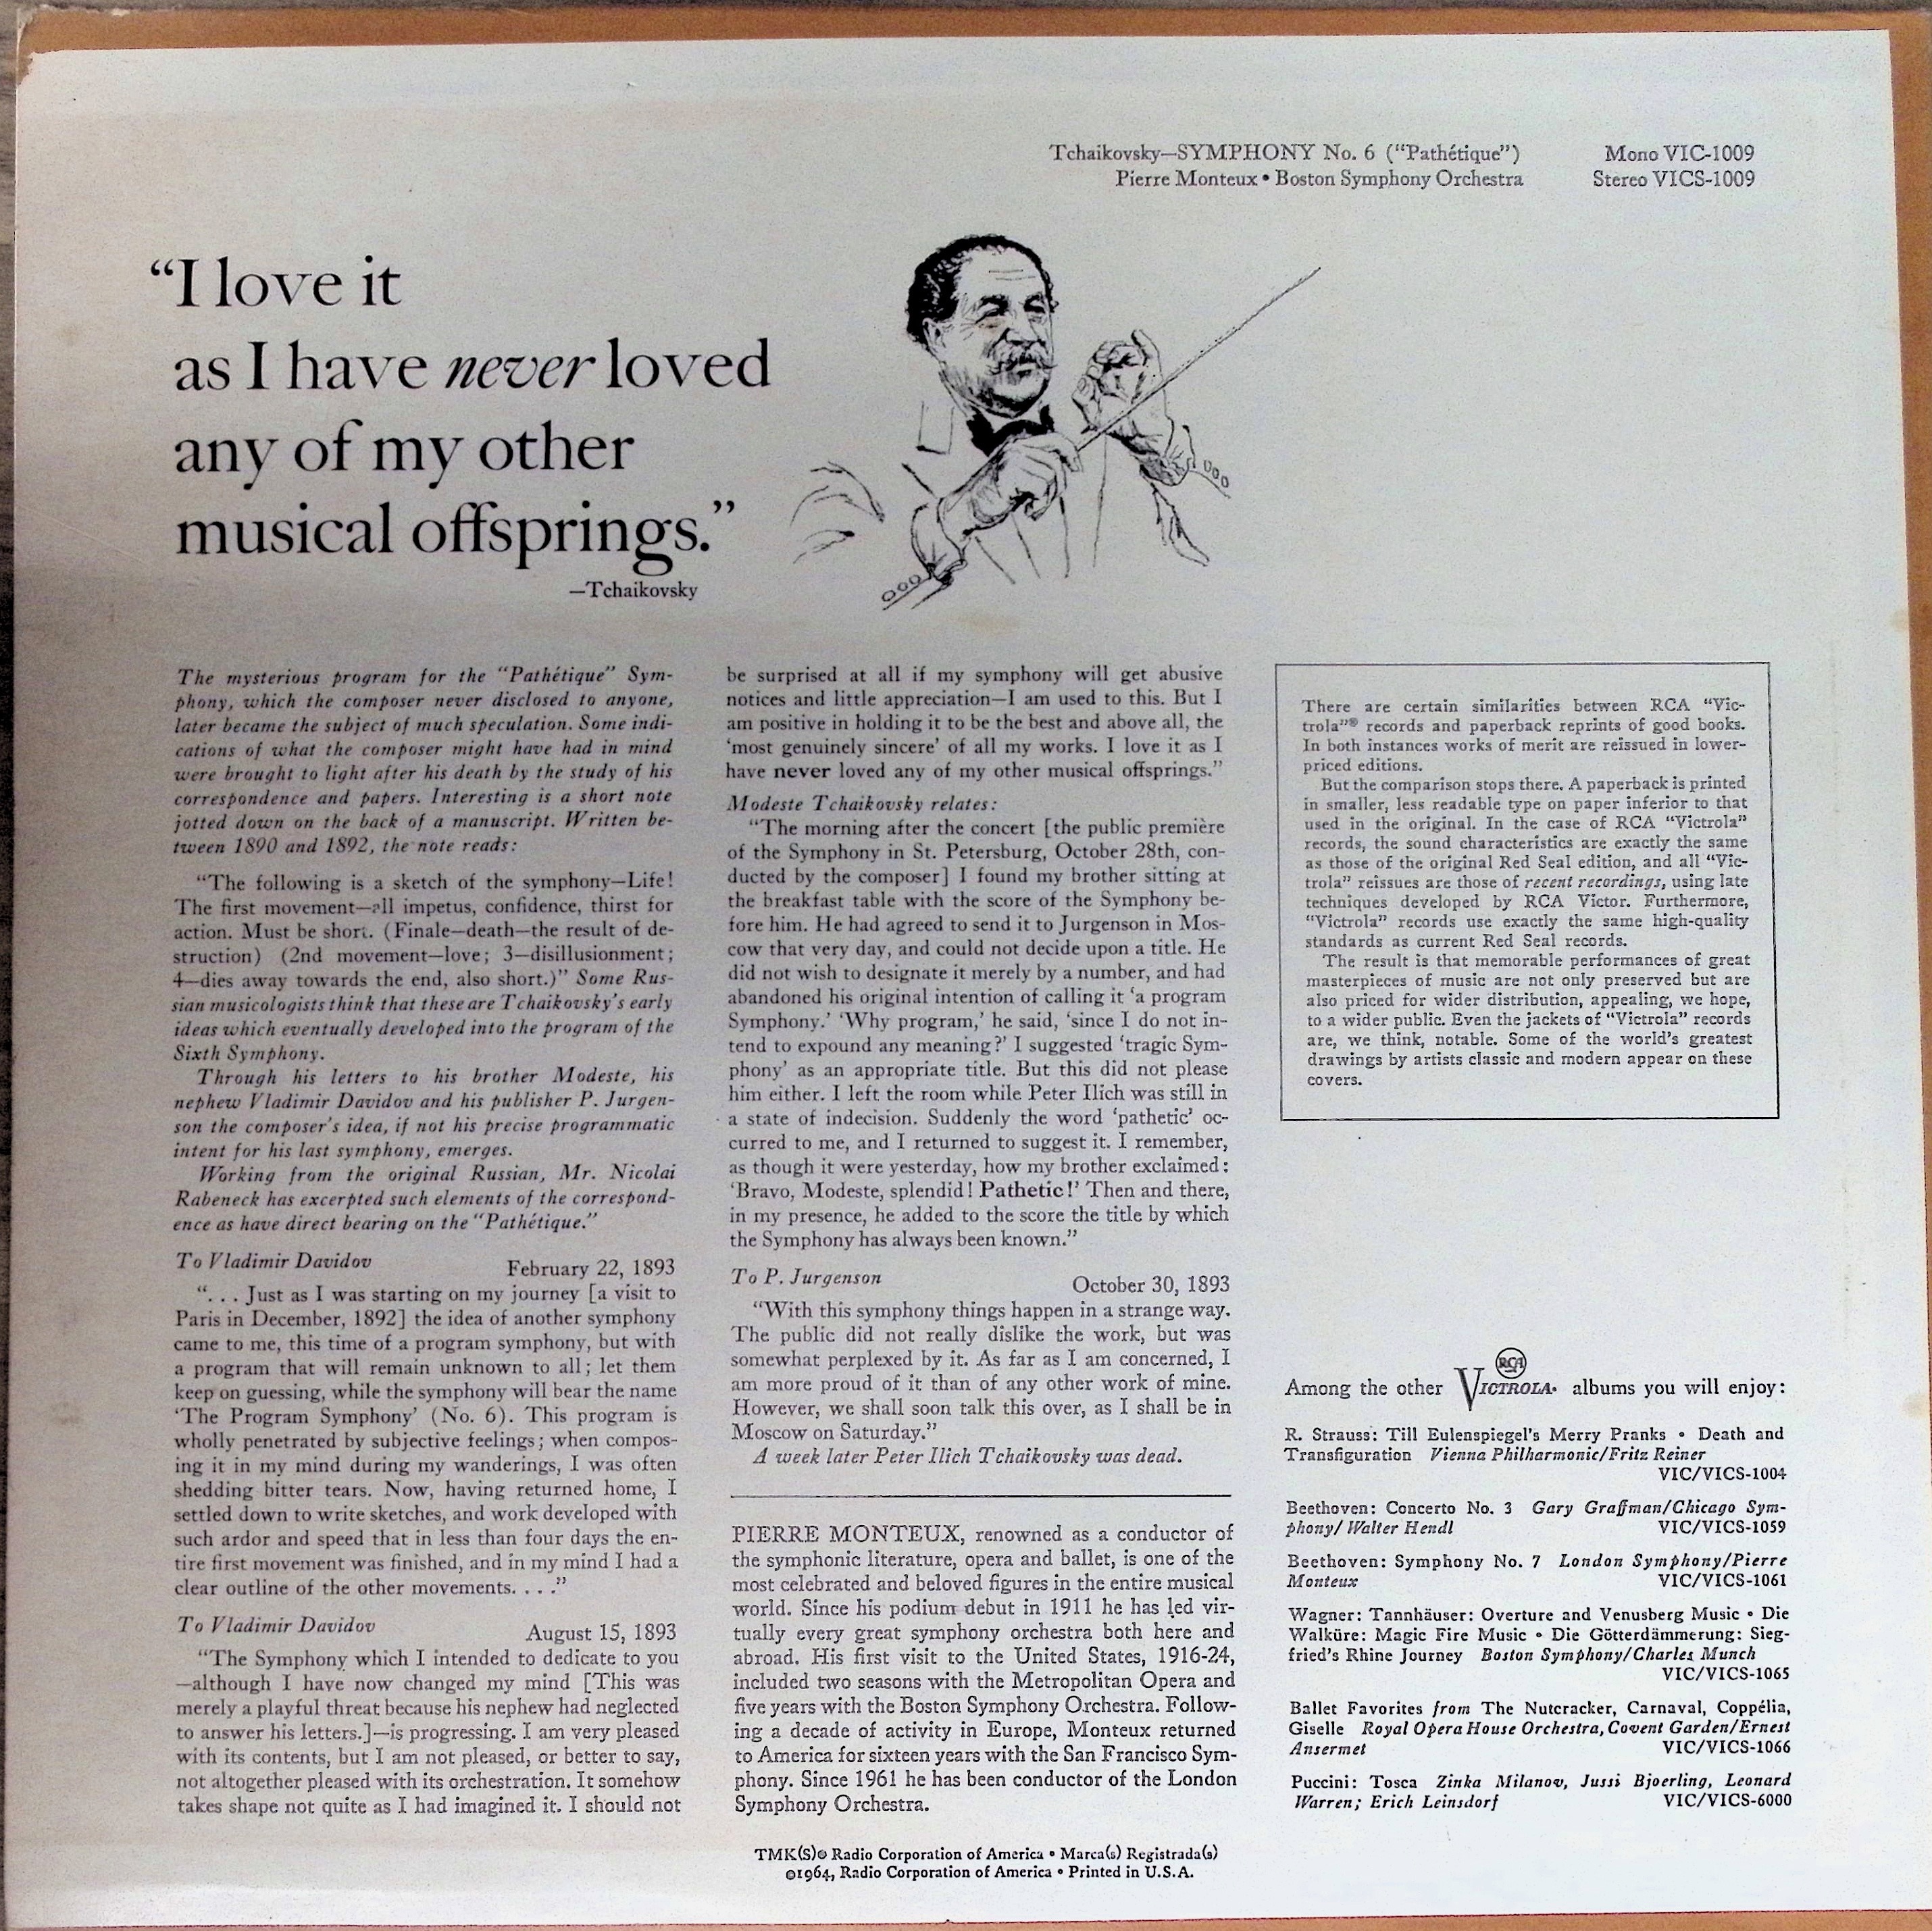 Tchaikovsky—SYMPHONY No. 6 (“Pathétique”)
Pierre Monteux • Boston Symphony Orchestra
Mono VIC-1009
Stereo VICS-1009
“I love it
as I have never loved
any of my other
musical offsprings.”
—Tchaikovsky
The mysterious program for the “Pathétique” Sym-
phony, which the composer never disclosed to anyone,
later became the subject of much speculation. Some indi-
cations of what the composer might have had in mind
were brought to light after his death by the study of his
correspondence and papers. Interesting is a short note
jotted down on the back of a manuscript. Written be-
tween 1890 and 1892, the note reads:
“The following is a sketch of the symphony—Life!
The first movement—all impetus, confidence, thirst for
action. Must be short. (Finale—death—the result of de-
struction) (2nd movement—love; 3—disillusionment;
4—dies away towards the end, also short.)” Some Rus-
sian musicologists think that these are Tchaikovsky’s early
ideas which eventually developed into the program of the
Sixth Symphony.
Through his letters to his brother Modeste, his
nephew Vladimir Davidov and his publisher P. Jurgen-
son the composer’s idea, if not his precise programmatic
intent for his last symphony, emerges.
Working from the original Russian, Mr. Nicolai
Rabeneck has excerpted such elements of the correspond-
ence as have direct bearing on the “Pathétique.”
To Vladimir Davidov
February 22, 1893
“. . . Just as I was starting on my journey [a visit to
Paris in December, 1892] the idea of another symphony
came to me, this time of a program symphony, but with
a program that will remain unknown to all; let them
keep on guessing, while the symphony will bear the name
‘The Program Symphony’ (No. 6). This program is
wholly penetrated by subjective feelings; when compos-
ing it in my mind during my wanderings, I was often
shedding bitter tears. Now, having returned home, I
settled down to write sketches, and work developed with
such ardor and speed that in less than four days the en-
tire first movement was finished, and in my mind I had a
clear outline of the other movements. . . .”
To Vladimir Davidov
August 15, 1893
“The Symphony which I intended to dedicate to you
—although I have now changed my mind [This was
merely a playful threat because his nephew had neglected
to answer his letters.]—is progressing. I am very pleased
with its contents, but I am not pleased, or better to say,
not altogether pleased with its orchestration. It somehow
takes shape not quite as I had imagined it. I should not
be surprised at all if my symphony will get abusive
notices and little appreciation—I am used to this. But I
am positive in holding it to be the best and above all, the
‘most genuinely sincere’ of all my works. I love it as I
have never loved any of my other musical offsprings.”
Modeste Tchaikovsky relates:
“The morning after the concert [the public première
of the Symphony in St. Petersburg, October 28th, con-
ducted by the composer] I found my brother sitting at
the breakfast table with the score of the Symphony be-
fore him. He had agreed to send it to Jurgenson in Mos-
cow that very day, and could not decide upon a title. He
did not wish to designate it merely by a number, and had
abandoned his original intention of calling it ‘a program
Symphony.’ ‘Why program,’ he said, ‘since I do not in-
tend to expound any meaning?’ I suggested ‘tragic Sym-
phony’ as an appropriate title. But this did not please
him either. I left the room while Peter Ilich was still in
a state of indecision. Suddenly the word ‘pathetic’ oc-
curred to me, and I returned to suggest it. I remember,
as though it were yesterday, how my brother exclaimed:
‘Bravo, Modeste, splendid! Pathetic!’ Then and there,
in my presence, he added to the score the title by which
the Symphony has always been known.”
To P. Jurgenson
October 30, 1893
“With this symphony things happen in a strange way.
The public did not really dislike the work, but was
somewhat perplexed by it. As far as I am concerned, I
am more proud of it than of any other work of mine.
However, we shall soon talk this over, as I shall be in
Moscow on Saturday.”
A week later Peter Ilich Tchaikovsky was dead.
PIERRE MONTEUX, renowned as a conductor of
the symphonic literature, opera and ballet, is one of the
most celebrated and beloved figures in the entire musical
world. Since his podium debut in 1911 he has led vir-
tually every great symphony orchestra both here and
abroad. His first visit to the United States, 1916-24,
included two seasons with the Metropolitan Opera and
five years with the Boston Symphony Orchestra. Follow-
ing a decade of activity in Europe, Monteux returned
to America for sixteen years with the San Francisco Sym-
phony. Since 1961 he has been conductor of the London
Symphony Orchestra.
TMK(S)® Radio Corporation of America • Marca(s) Registrada(s)
©1964, Radio Corporation of America • Printed in U.S.A.
There are certain similarities between RCA “Vic-
trola”® records and paperback reprints of good books.
In both instances works of merit are reissued in lower-
priced editions.
But the comparison stops there. A paperback is printed
in smaller, less readable type on paper inferior to that
used in the original. In the case of RCA “Victrola”
records, the sound characteristics are exactly the same
as those of the original Red Seal edition, and all “Vic-
trola” reissues are those of recent recordings, using late
techniques developed by RCA Victor. Furthermore,
“Victrola” records use exactly the same high-quality
standards as current Red Seal records.
The result is that memorable performances of great
masterpieces of music are not only preserved but are
also priced for wider distribution, appealing, we hope,
to a wider public. Even the jackets of “Victrola” records
are, we think, notable. Some of the world’s greatest
drawings by artists classic and modern appear on these
covers.
RCA
Among the other VICTROLA. albums you will enjoy:
R. Strauss: Till Eulenspiegel’s Merry Pranks • Death and
Transfiguration Vienna Philharmonic/Fritz Reiner
VIC/VICS-1004
Beethoven: Concerto No. 3 Gary Graffman/Chicago Sym-
phony/Walter Hendl VIC/VICS-1059
Beethoven: Symphony No. 7 London Symphony/Pierre
Monteux VIC/VICS-1061
Wagner: Tannhäuser: Overture and Venusberg Music • Die
Walküre: Magic Fire Music • Die Götterdämmerung: Sieg-
fried’s Rhine Journey Boston Symphony/Charles Munch
VIC/VICS-1065
Ballet Favorites from The Nutcracker, Carnaval, Coppélia,
Giselle Royal Opera House Orchestra, Covent Garden/Ernest
Ansermet VIC/VICS-1066
Puccini: Tosca Zinka Milanov, Jussi Bjoerling, Leonard
Warren; Erich Leinsdorf VIC/VICS-6000